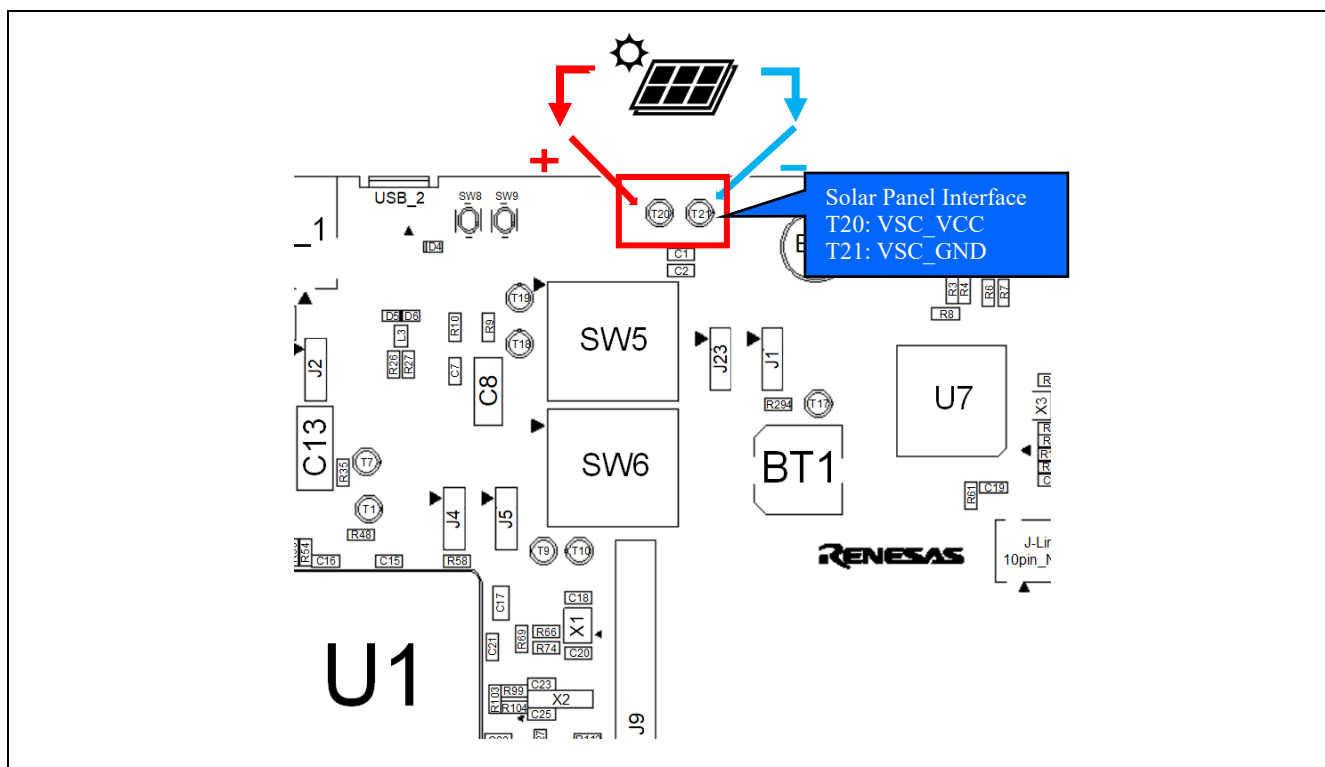 +
−
USB_2
SW8
SW9
T20
T21
Solar Panel Interface
T20: VSC_VCC
T21: VSC_GND
_1
D4
C1
C2
R3
R4
R6
R7
R8
T19
T18
D5
D6
L3
R10
R9
R26
R27
C7
C8
J2
SW5
J23
J1
U7
X3
R294
T17
C13
R35
T7
T1
SW6
BT1
R61
C19
J4
J5
R48
R54
C16
C15
R58
T9
T10
RENESAS
J-Lin
10pin_N
C17
C18
C21
R69
R66
R74
X1
C20
U1
R103
R99
R104
C23
X2
C25
J9